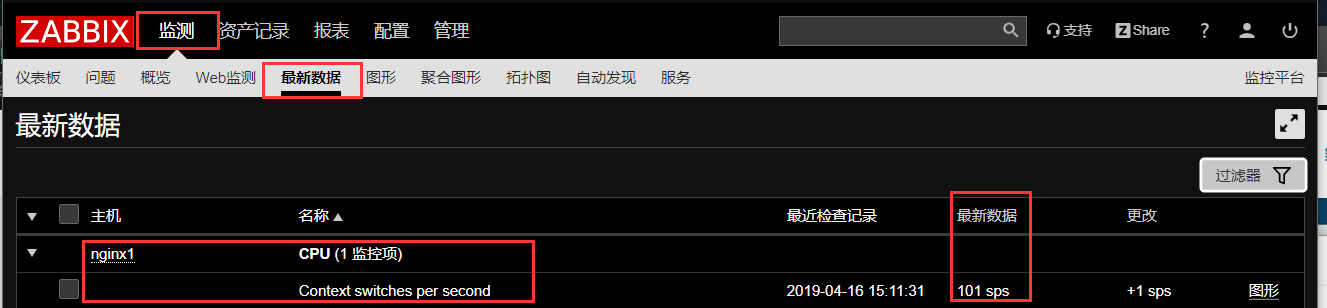 ZABBIX 监测 资产记录 报表 配置 管理 支持 Z Share ?
仪表板 问题 概览 Web监测 最新数据 图形 聚合图形 拓扑图 自动发现 服务 监控平台
最新数据
过滤器
主机 名称 最近检查记录 最新数据 更改
nginx1 CPU (1 监控项)
Context switches per second 2019-04-16 15:11:31 101 sps +1 sps 图形